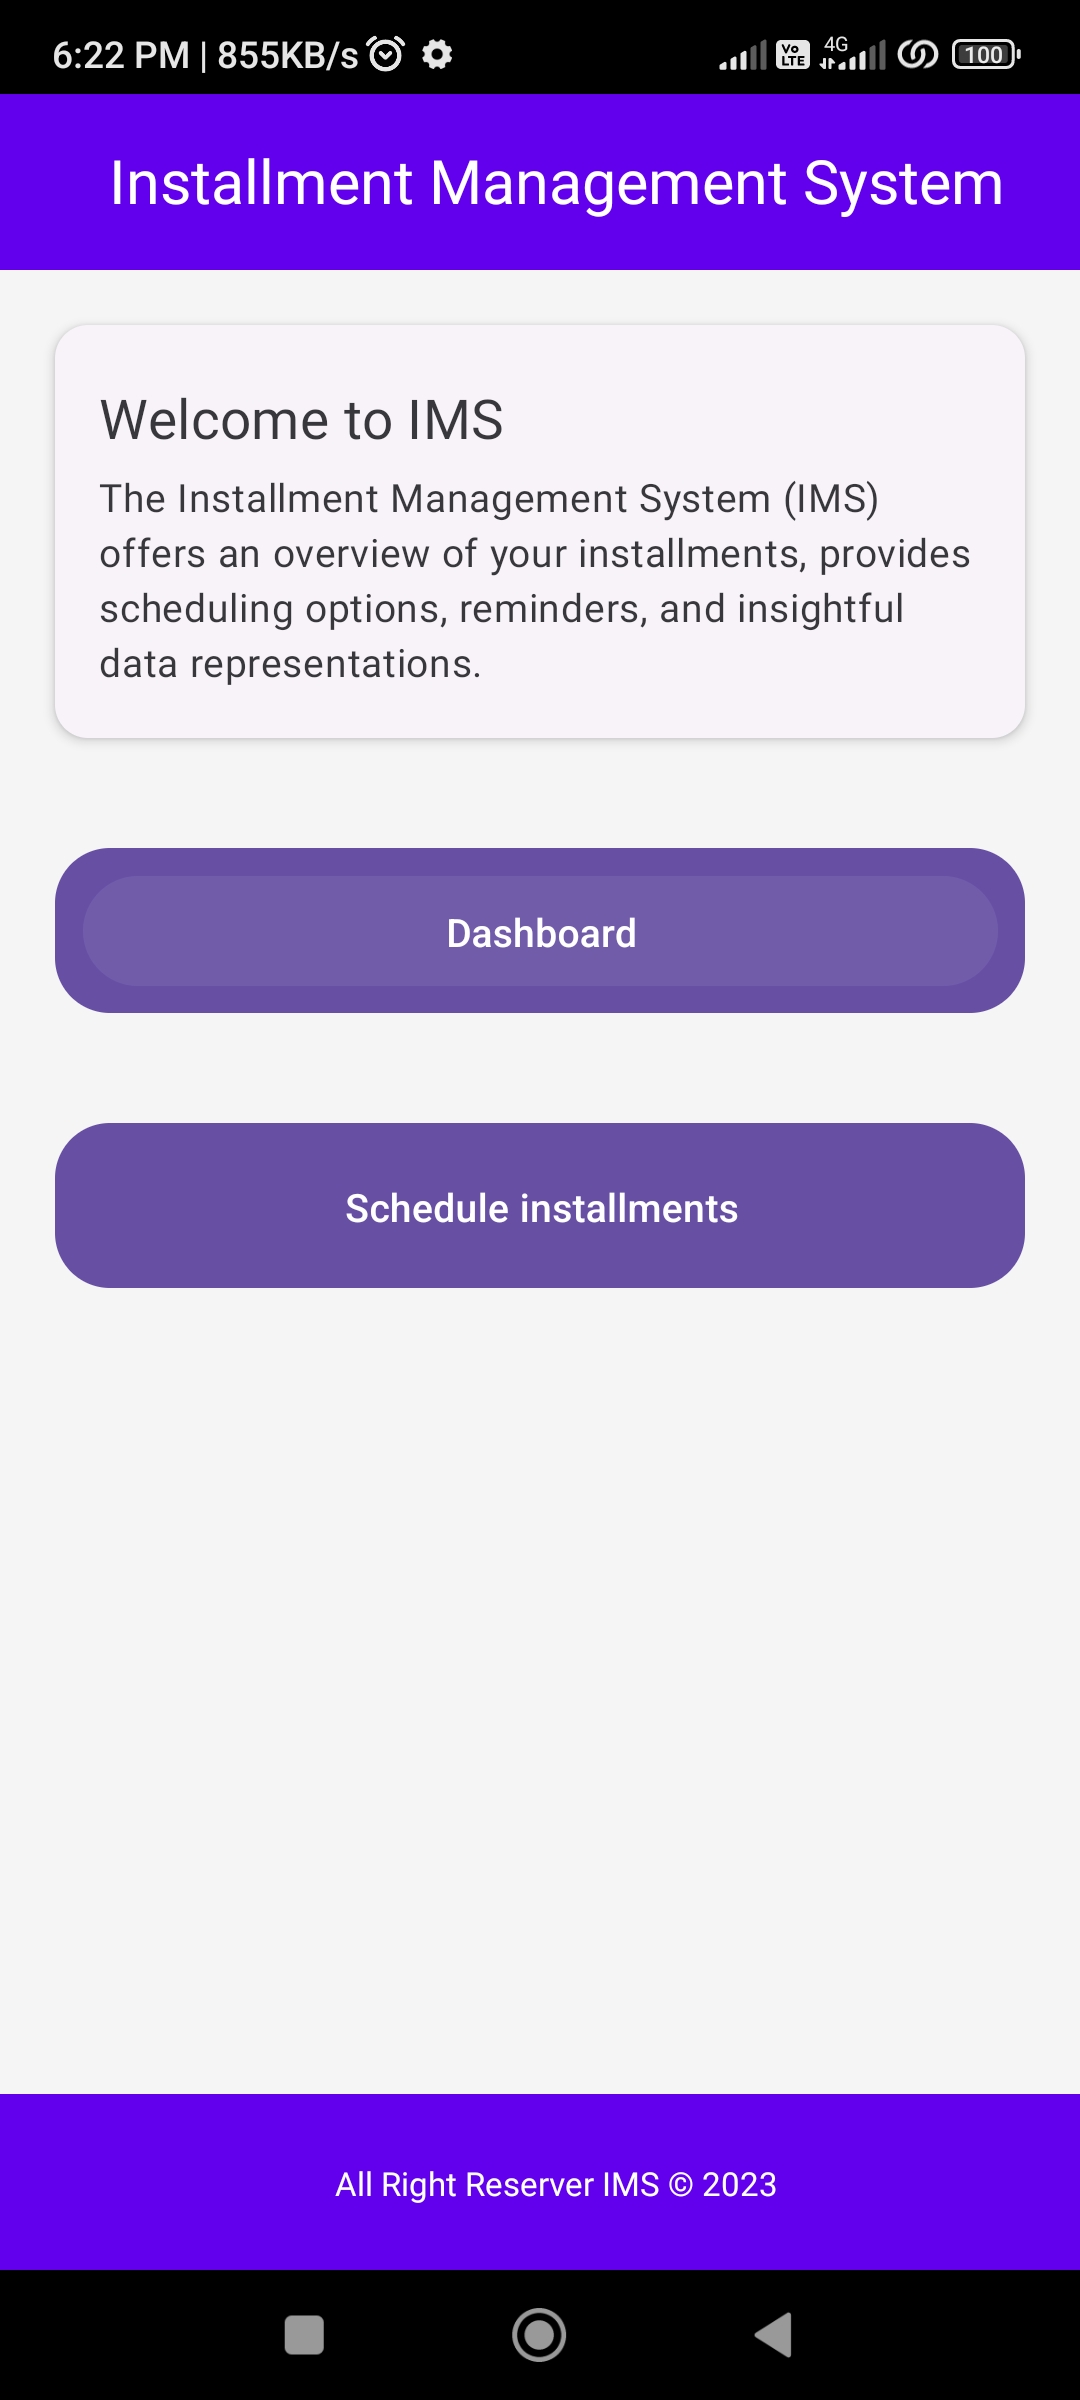 6:22 PM | 855KB/s Vo LTE 4G 100
Installment Management System
Welcome to IMS
The Installment Management System (IMS)
offers an overview of your installments, provides
scheduling options, reminders, and insightful
data representations.
Dashboard
Schedule installments
All Right Reserver IMS © 2023